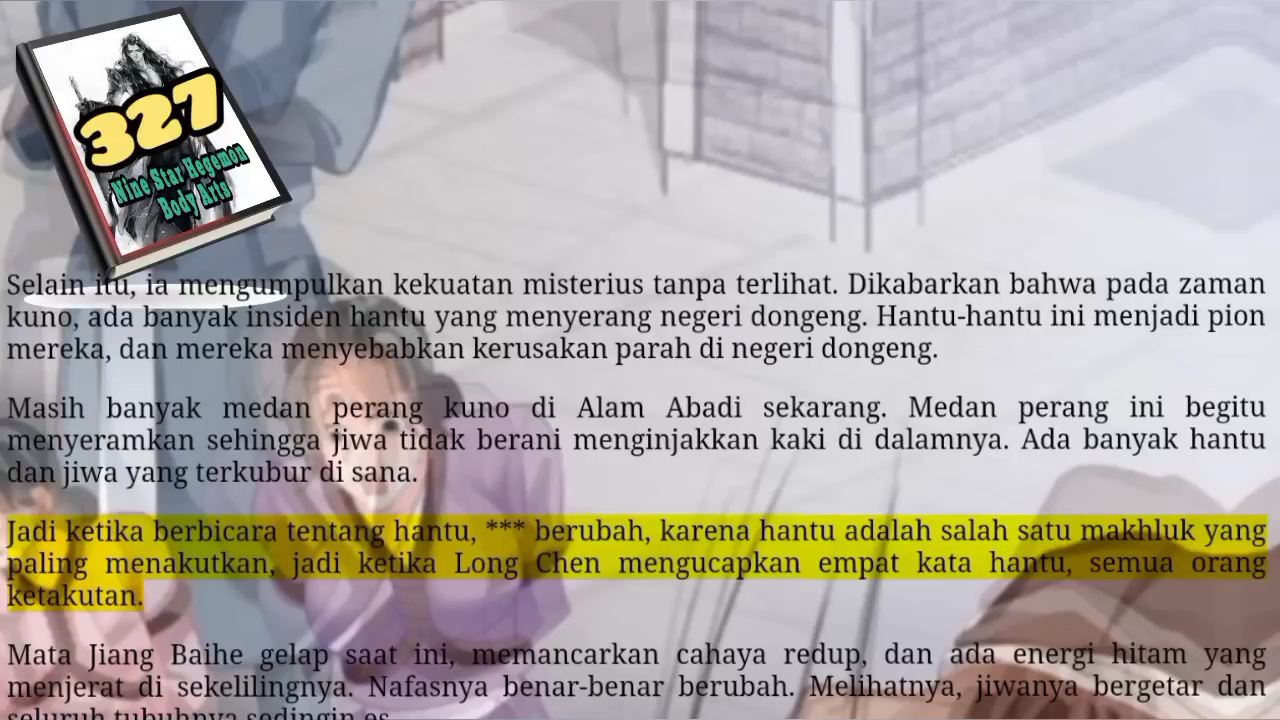 327
Nine Star Hegemon
Body Arts
Selain itu, ia mengumpulkan kekuatan misterius tanpa terlihat. Dikabarkan bahwa pada zaman
kuno, ada banyak insiden hantu yang menyerang negeri dongeng. Hantu-hantu ini menjadi pion
mereka, dan mereka menyebabkan kerusakan parah di negeri dongeng.
Masih banyak medan perang kuno di Alam Abadi sekarang. Medan perang ini begitu
menyeramkan sehingga jiwa tidak berani menginjakkan kaki di dalamnya. Ada banyak hantu
dan jiwa yang terkubur di sana.
Jadi ketika berbicara tentang hantu, *** berubah, karena hantu adalah salah satu makhluk yang
paling menakutkan, jadi ketika Long Chen mengucapkan empat kata hantu, semua orang
ketakutan.
Mata Jiang Baihe gelap saat ini, memancarkan cahaya redup, dan ada energi hitam yang
menjerat di sekelilingnya. Nafasnya benar-benar berubah. Melihatnya, jiwanya bergetar dan
seluruh tubuhnya sedingin es.